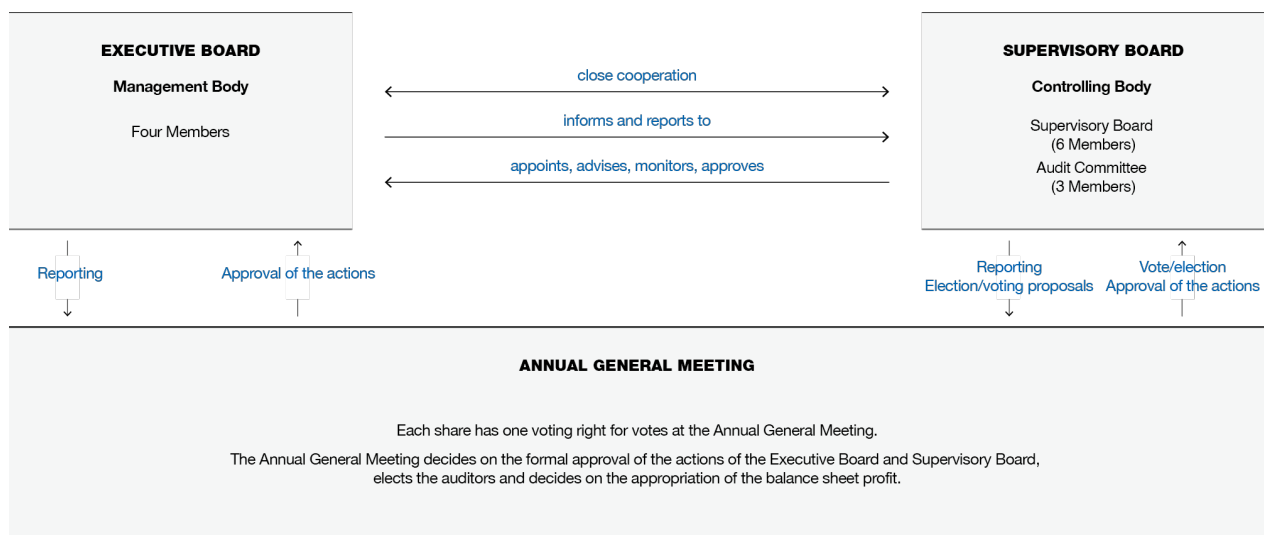 EXECUTIVE BOARD
Management Body
Four Members
close cooperation
informs and reports to
appoints, advises, monitors, approves
SUPERVISORY BOARD
Controlling Body
Supervisory Board
(6 Members)
Audit Committee
(3 Members)
Reporting
Approval of the actions
Reporting
Election/voting proposals
Vote/election
Approval of the actions
ANNUAL GENERAL MEETING
Each share has one voting right for votes at the Annual General Meeting.
The Annual General Meeting decides on the formal approval of the actions of the Executive Board and Supervisory Board,
elects the auditors and decides on the appropriation of the balance sheet profit.